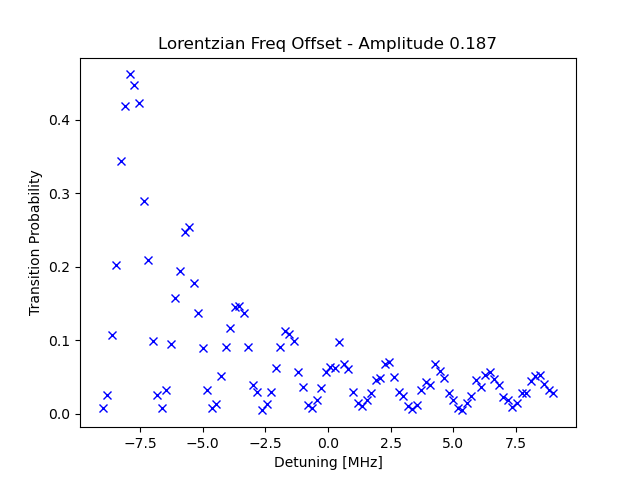 Lorentzian Freq Offset - Amplitude 0.187
Transition Probability
0.4
0.3
0.2
0.1
0.0
−7.5 −5.0 −2.5 0.0 2.5 5.0 7.5
Detuning [MHz]